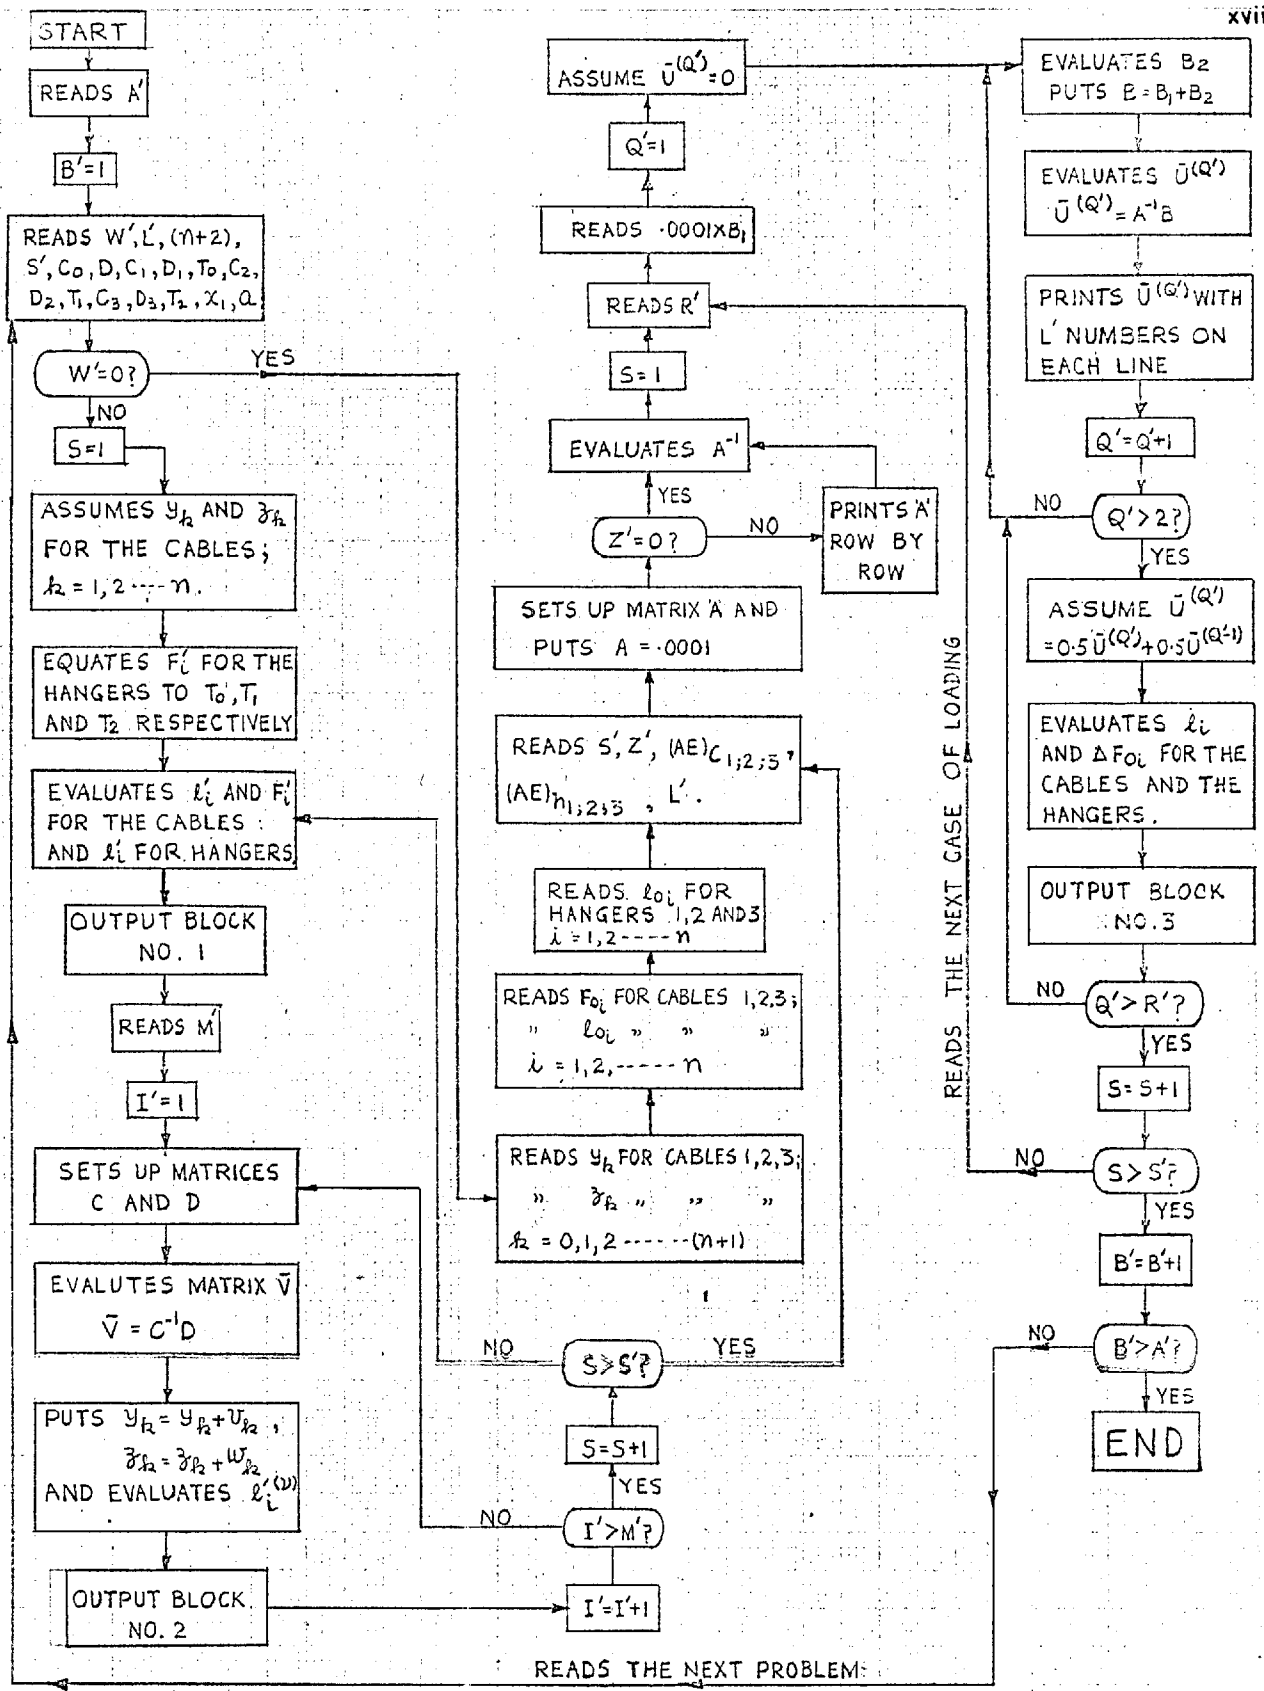 xvii
START
READS A'
B'=1
READS W', L', (n+2),
S', C₀, D, C₁, D₁, T₀, C₂,
D₂, T₁, C₃, D₃, T₂, x₁, a
W'=0?
YES
NO
S=1
ASSUMES yₖ AND zₖ
FOR THE CABLES;
k = 1,2 ----- n.
EQUATES Fᵢ' FOR THE
HANGERS TO T₀', T₁
AND T₂ RESPECTIVELY
EVALUATES ℓᵢ' AND Fᵢ'
FOR THE CABLES :
AND ℓᵢ' FOR HANGERS
OUTPUT BLOCK
NO. 1
READS M'
I'=1
SETS UP MATRICES
C AND D
EVALUTES MATRIX V̄
V̄ = C⁻¹D
PUTS yₖ = yₖ + vₖ ,
zₖ = zₖ + wₖ
AND EVALUATES ℓᵢ'⁽ᵛ⁾
OUTPUT BLOCK
NO. 2
I'=I'+1
I'>M'?
NO
YES
S=S+1
S>S'?
NO
YES
READS yₖ FOR CABLES 1,2,3;
" zₖ " " "
k = 0,1,2 ------(n+1)
READS F₀ᵢ FOR CABLES 1,2,3;
" ℓ₀ᵢ " " "
i = 1,2,------ n
READS ℓ₀ᵢ FOR
HANGERS 1,2 AND 3
i = 1,2 ----- n
READS S', Z', (AE)C₁;₂;₃,
(AE)n₁;₂;₃ , L'.
SETS UP MATRIX A AND
PUTS A = ·0001
Z'=0?
NO
YES
PRINTS 'A'
ROW BY
ROW
EVALUATES A⁻¹
S=1
READS R'
READS ·0001×B₁
Q'=1
ASSUME Ū⁽Q'⁾=0
EVALUATES B₂
PUTS B=B₁+B₂
EVALUATES Ū⁽Q'⁾
Ū⁽Q'⁾=A⁻¹B
PRINTS Ū⁽Q'⁾ WITH
L' NUMBERS ON
EACH LINE
Q'=Q'+1
Q'>2?
NO
YES
ASSUME Ū⁽Q'⁾
=0.5Ū⁽Q'⁾+0.5Ū⁽Q'-1⁾
EVALUATES ℓᵢ
AND ΔF₀ᵢ FOR THE
CABLES AND THE
HANGERS.
OUTPUT BLOCK
NO.3
Q'>R'?
NO
YES
S=S+1
S>S'?
NO
YES
READS THE NEXT CASE OF LOADING
B'=B'+1
B'>A'?
NO
YES
END
READS THE NEXT PROBLEM